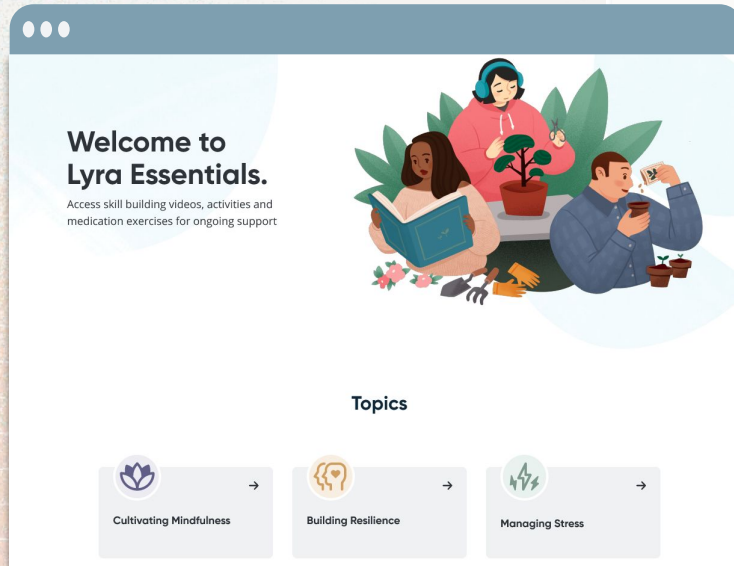 Welcome to
Lyra Essentials.
Access skill building videos, activities and
medication exercises for ongoing support
Topics
Cultivating Mindfulness
Building Resilience
Managing Stress